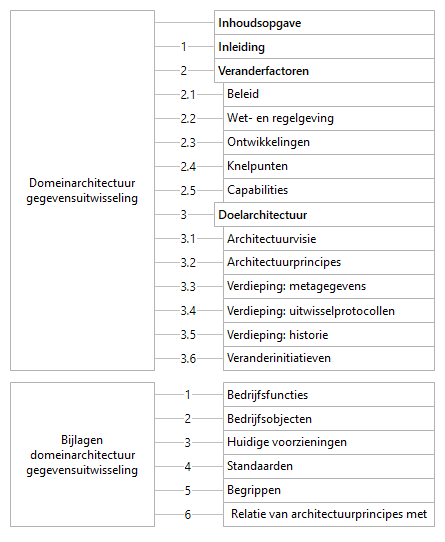 Domeinarchitectuur
gegevensuitwisseling
Inhoudsopgave
1 Inleiding
2 Veranderfactoren
2.1 Beleid
2.2 Wet- en regelgeving
2.3 Ontwikkelingen
2.4 Knelpunten
2.5 Capabilities
3 Doelarchitectuur
3.1 Architectuurvisie
3.2 Architectuurprincipes
3.3 Verdieping: metagegevens
3.4 Verdieping: uitwisselprotocollen
3.5 Verdieping: historie
3.6 Veranderinitiatieven
Bijlagen
domeinarchitectuur
gegevensuitwisseling
1 Bedrijfsfuncties
2 Bedrijfsobjecten
3 Huidige voorzieningen
4 Standaarden
5 Begrippen
6 Relatie van architectuurprincipes met